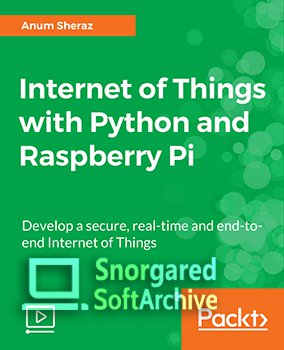 Anum Sheraz
Internet of Things
with Python and
Raspberry Pi
Develop a secure, real-time and end-to-
end Internet of Things
Snorgared
SoftArchive
Packt>